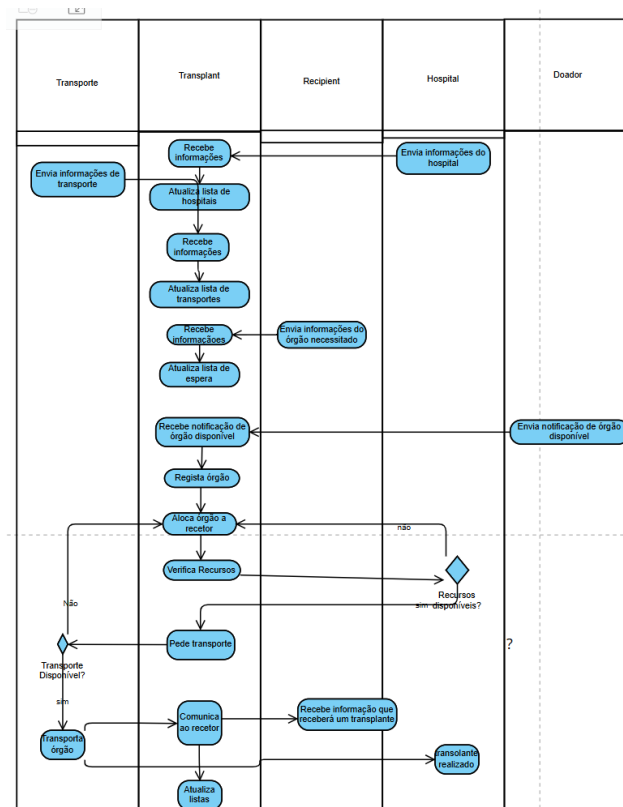 Transporte
Transplant
Recipient
Hospital
Doador
Recebe
informações
Envia informações do
hospital
Envia informações de
transporte
Atualiza lista de
hospitais
Recebe
informações
Atualiza lista de
transportes
Recebe
informaçãoes
Envia informações do
órgão necessitado
Atualiza lista de
espera
Recebe notificação de
órgão disponível
Envia notificação de órgão
disponível
Regista órgão
Aloca órgão a
recetor
não
Verifica Recursos
Recursos
disponíveis?
sim
Não
Pede transporte
?
Transporte
Disponível?
sim
Transporta
órgão
Comunica
ao recetor
Recebe informação que
receberá um transplante
transolante
realizado
Atualiza
listas